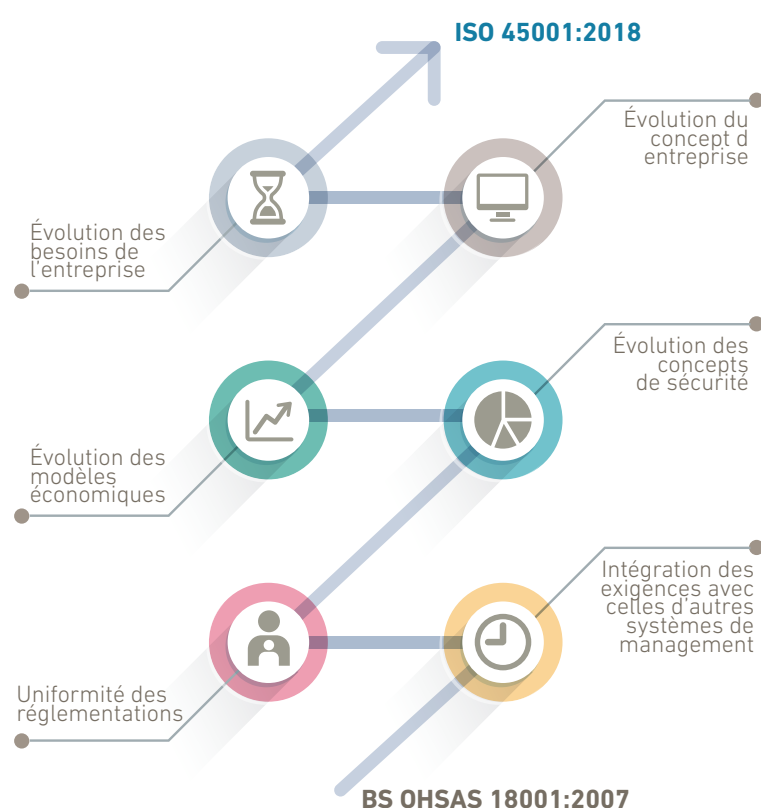 ISO 45001:2018
Évolution du
concept d
entreprise
Évolution des
besoins de
l'entreprise
Évolution des
concepts
de sécurité
Évolution des
modèles
économiques
Intégration des
exigences avec
celles d'autres
systèmes de
management
Uniformité des
réglementations
BS OHSAS 18001:2007